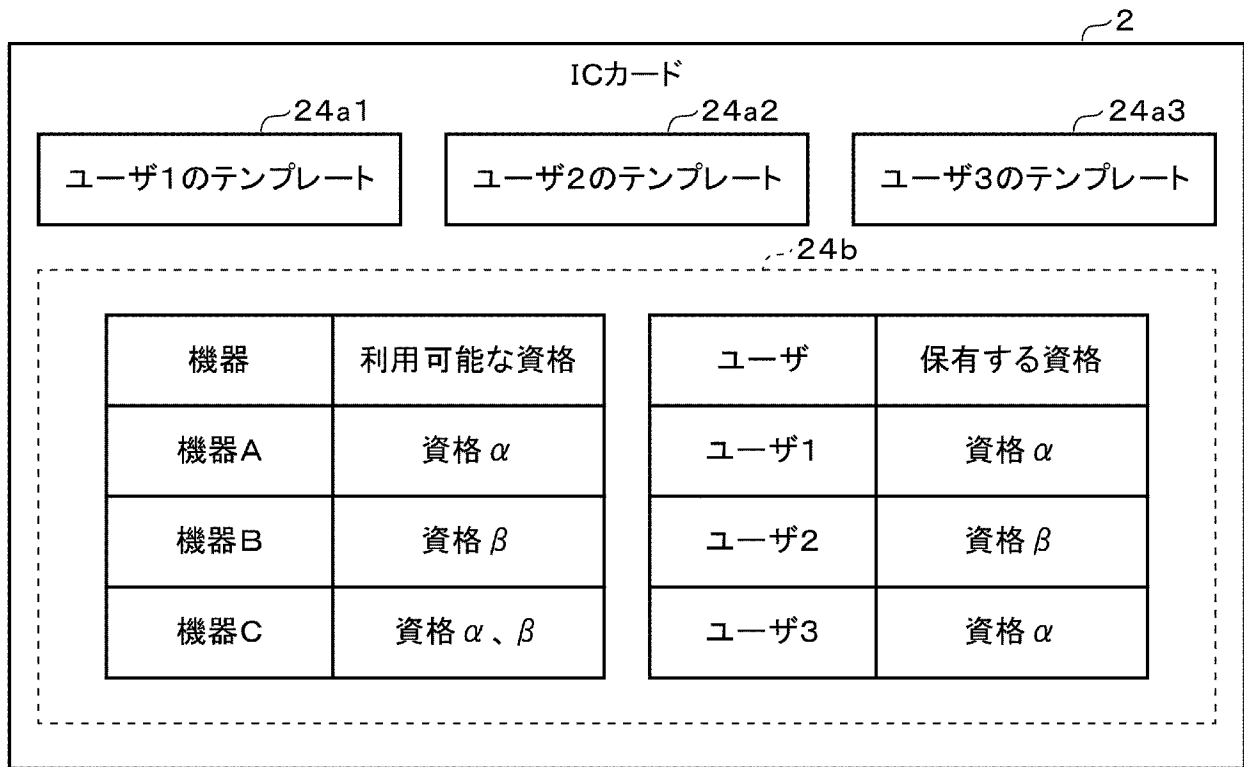 2
ICカード
24a1
24a2
24a3
ユーザ1のテンプレート
ユーザ2のテンプレート
ユーザ3のテンプレート
24b
機器
利用可能な資格
機器A
資格α
機器B
資格β
機器C
資格α、β
ユーザ
保有する資格
ユーザ1
資格α
ユーザ2
資格β
ユーザ3
資格α